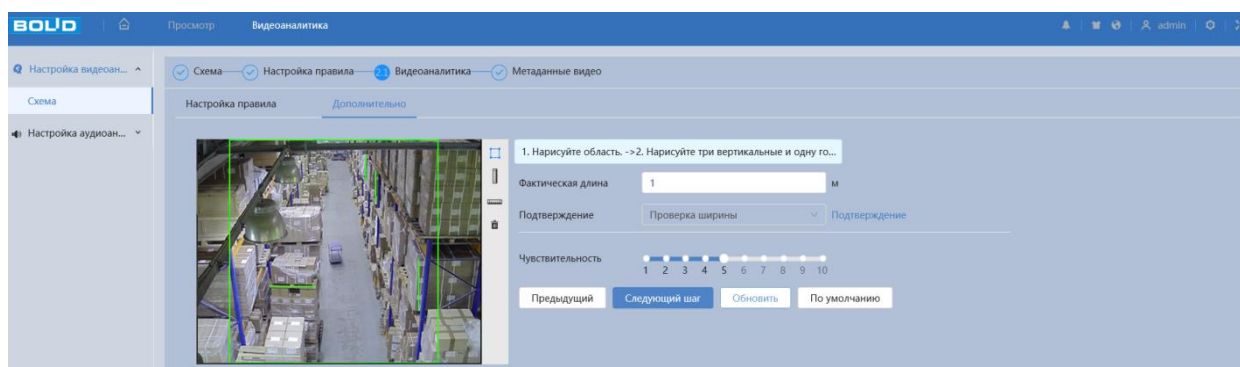 BOLID Просмотр Видеоаналитика admin
Настройка видеоан...
Схема
Настройка аудиоан...
Схема Настройка правила 2.1 Видеоаналитика Метаданные видео
Настройка правила Дополнительно
1. Нарисуйте область. ->2. Нарисуйте три вертикальные и одну го...
Фактическая длина 1 м
Подтверждение Проверка ширины Подтверждение
Чувствительность
1 2 3 4 5 6 7 8 9 10
Предыдущий Следующий шаг Обновить По умолчанию